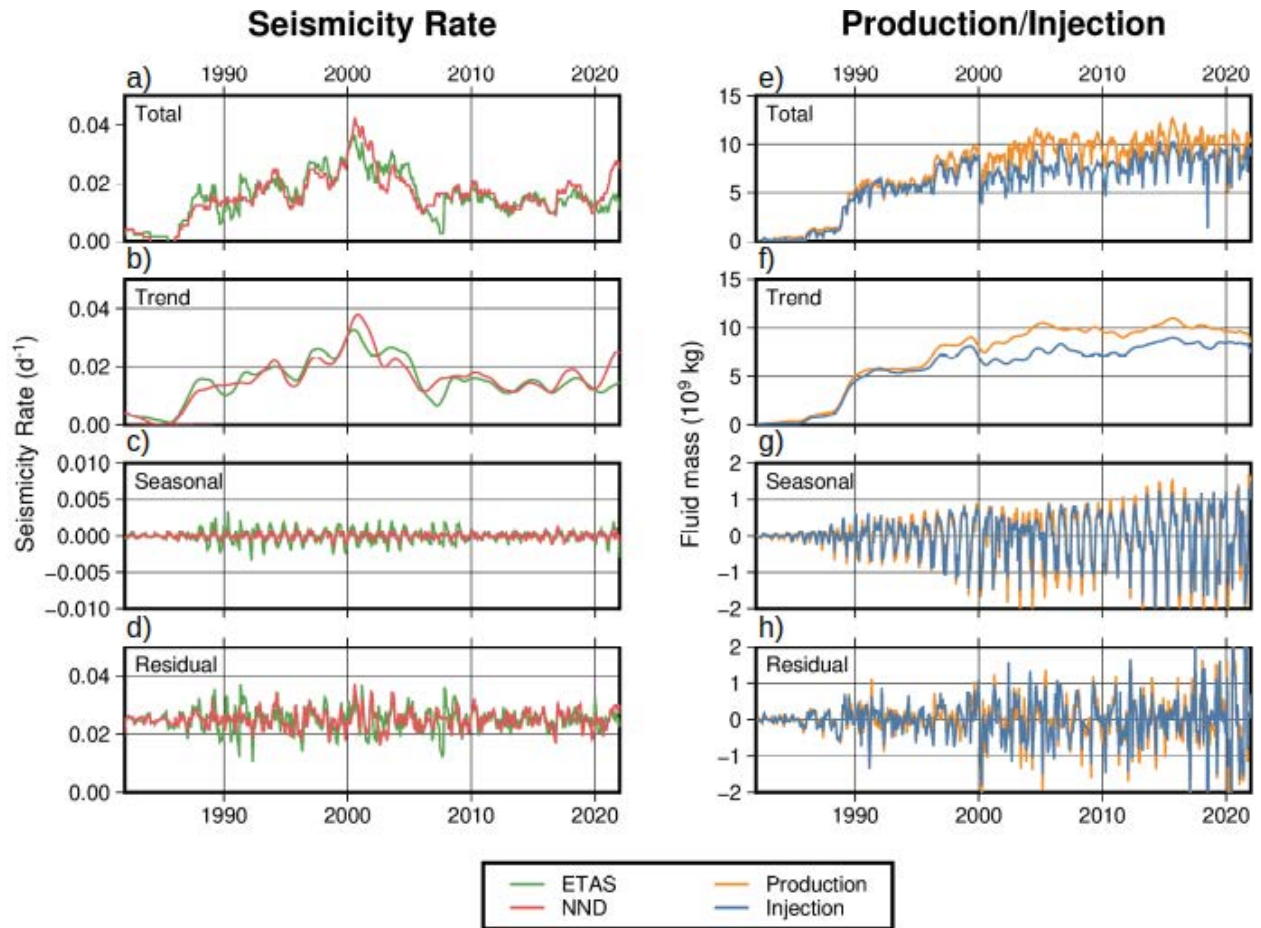 Seismicity Rate
Production/Injection
a)
1990 2000 2010 2020
Total
0.04
0.02
0.00
b)
Trend
0.04
0.02
0.00
c)
Seasonal
0.010
0.005
0.000
−0.005
−0.010
d)
Residual
0.04
0.02
0.00
1990 2000 2010 2020
Seismicity Rate (d⁻¹)
e)
1990 2000 2010 2020
Total
15
10
5
0
f)
Trend
15
10
5
0
g)
Seasonal
2
1
0
−1
−2
h)
Residual
2
1
0
−1
−2
1990 2000 2010 2020
Fluid mass (10⁹ kg)
ETAS
NND
Production
Injection